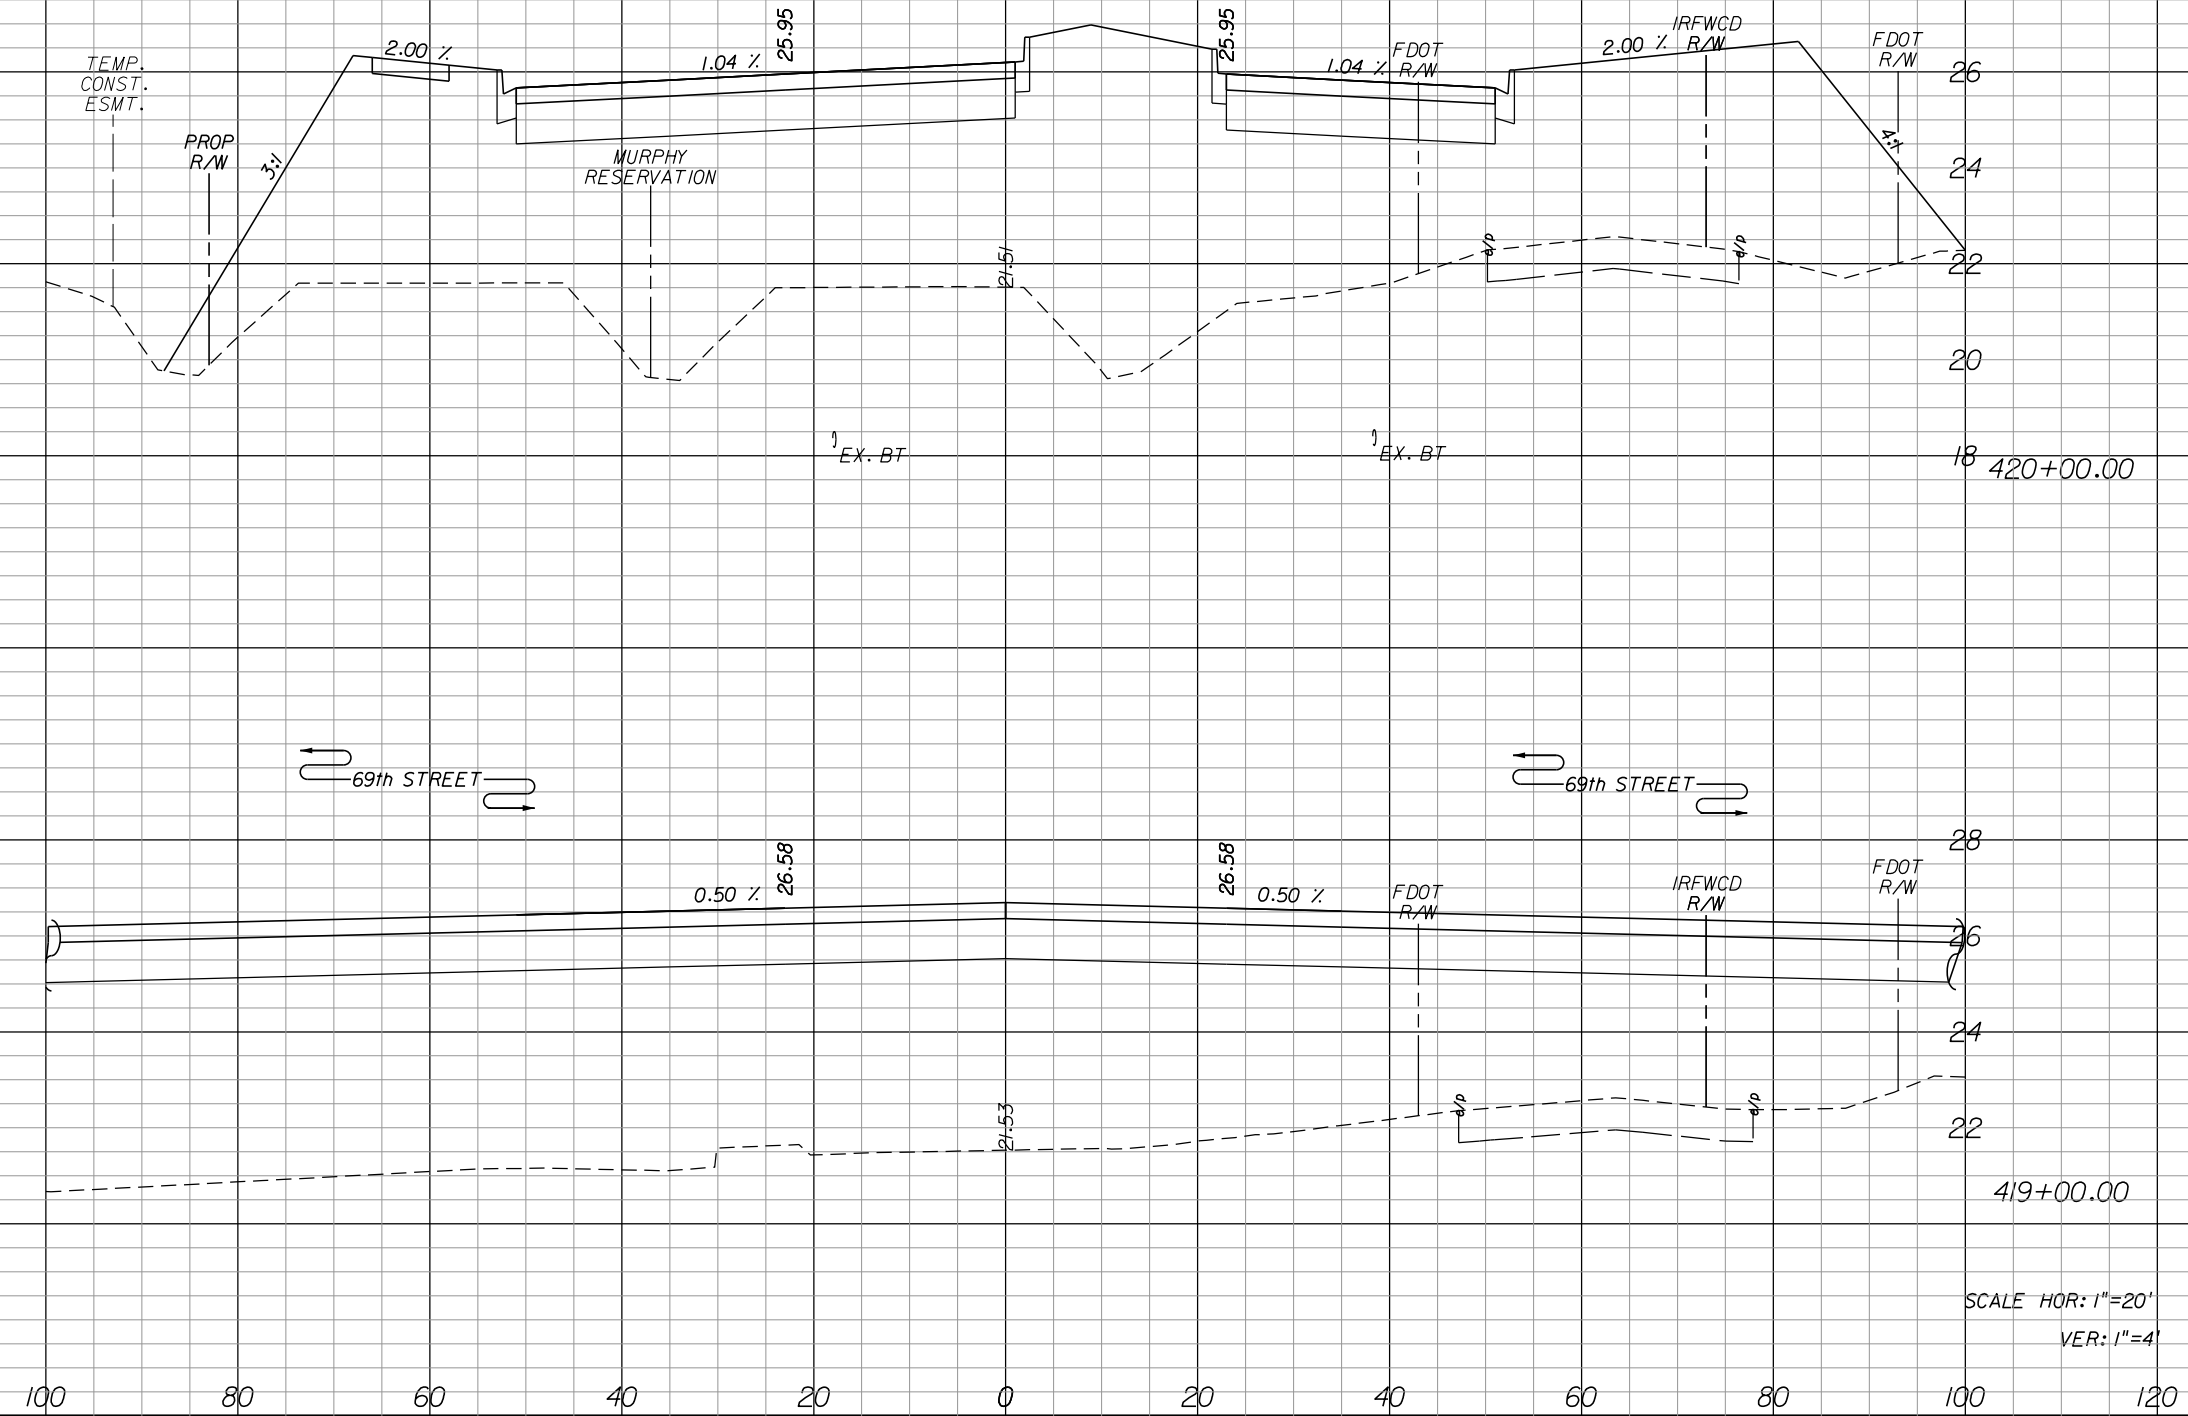 TEMP.
CONST.
ESMT.
PROP
R/W
3:1
2.00 %
1.04 %
25.95
MURPHY
RESERVATION
21.51
25.95
1.04 %
FDOT
R/W
e/p
2.00 %
IRFWCD
R/W
e/p
FDOT
R/W
4:1
26
24
22
20
18
420+00.00
EX. BT
EX. BT
69th STREET
69th STREET
0.50 %
26.58
26.58
0.50 %
FDOT
R/W
IRFWCD
R/W
FDOT
R/W
28
26
24
22
21.53
e/p
e/p
419+00.00
SCALE HOR: 1"=20'
VER: 1"=4'
100 80 60 40 20 0 20 40 60 80 100 120